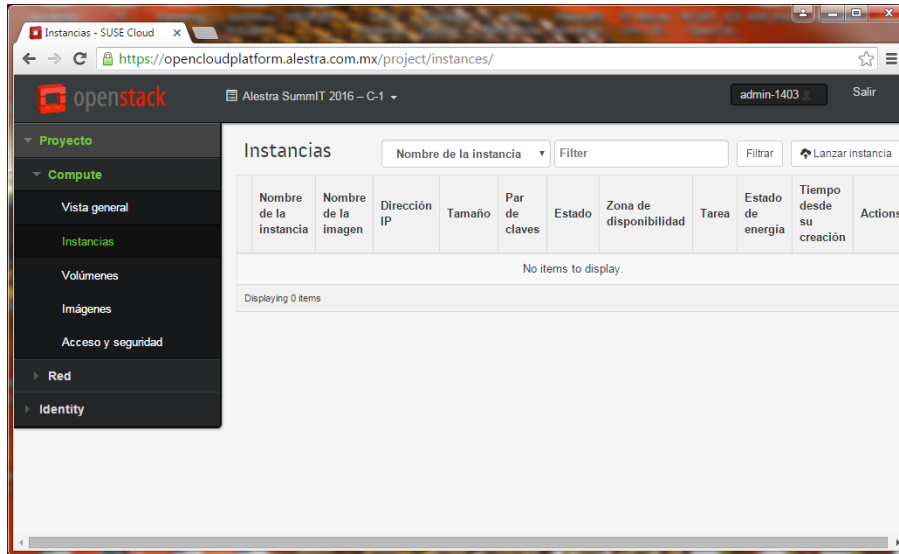 Instancias - SUSE Cloud
https://opencloudplatform.alestra.com.mx/project/instances/
openstack
Alestra SummIT 2016 – C-1
admin-1403
Salir
Proyecto
Compute
Vista general
Instancias
Volúmenes
Imágenes
Acceso y seguridad
Red
Identity
Instancias
Nombre de la instancia
Filter
Filtrar
Lanzar instancia
Nombre de la instancia
Nombre de la imagen
Dirección IP
Tamaño
Par de claves
Estado
Zona de disponibilidad
Tarea
Estado de energía
Tiempo desde su creación
Actions
No items to display.
Displaying 0 items